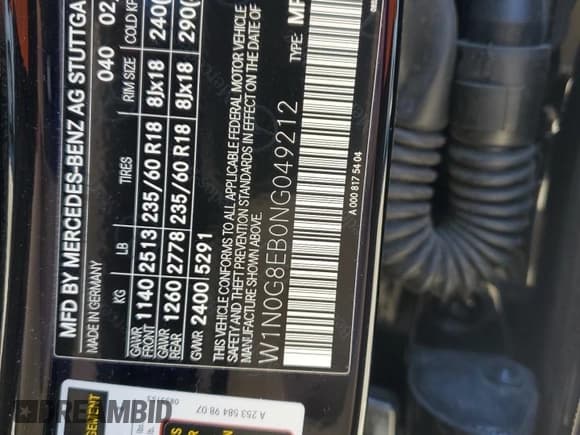 MFD BY MERCEDES-BENZ AG STUTTGA
MADE IN GERMANY
040 02
KG LB TIRES RIM SIZE COLD KP
GAWR FRONT 1140 2513 235/60 R18 8Jx18 240
GAWR REAR 1260 2778 235/60 R18 8Jx18 290
GVWR 2400 5291
THIS VEHICLE CONFORMS TO ALL APPLICABLE FEDERAL MOTOR VEHICLE
SAFETY AND THEFT PREVENTION STANDARDS IN EFFECT ON THE DATE OF
MANUFACTURE SHOWN ABOVE.
W1N0G8EB0NG049212
TYPE: MP
A 000 817 54 04
A 253 584 98 07
AGEMENT
DREAMBID